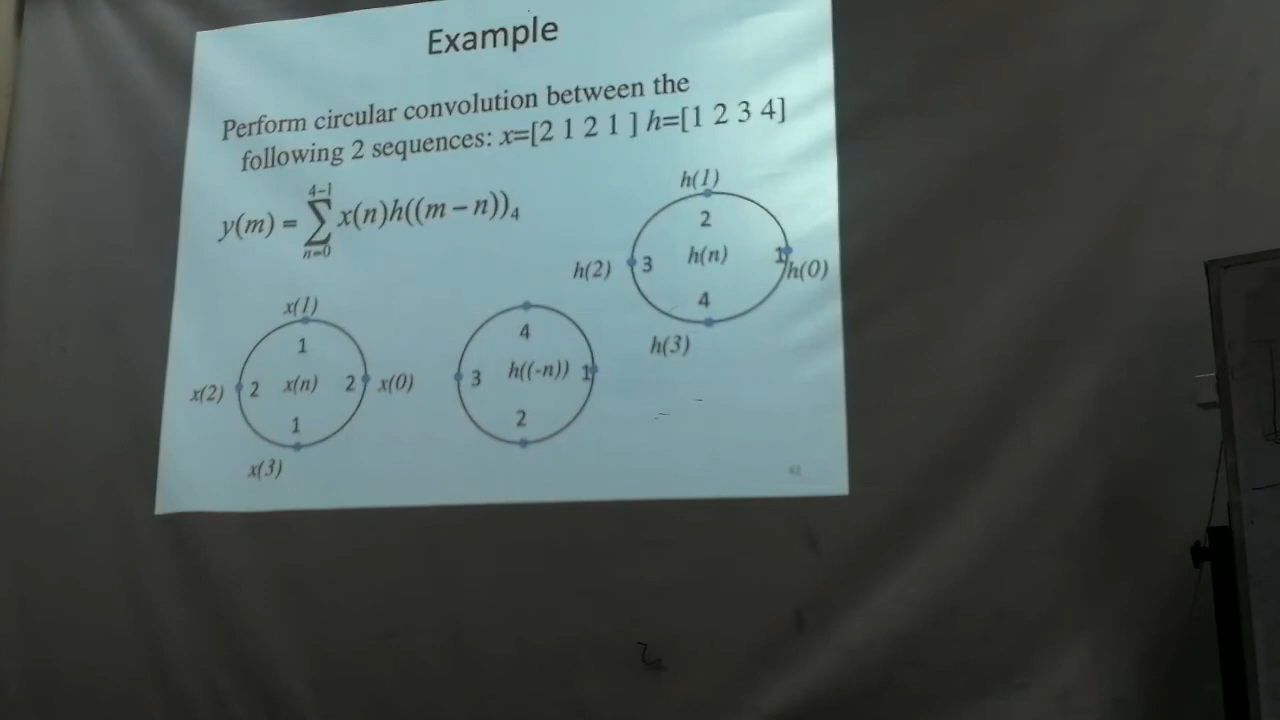 Example
Perform circular convolution between the
following 2 sequences: x=[2 1 2 1 ] h=[1 2 3 4]
y(m) = 4−1 ∑ n=0 x(n)h((m − n))₄
h(1)
2
h(2) 3 h(n) 1 h(0)
4
h(3)
x(1)
1
x(2) 2 x(n) 2 x(0)
1
x(3)
4
3 h((-n)) 1
2